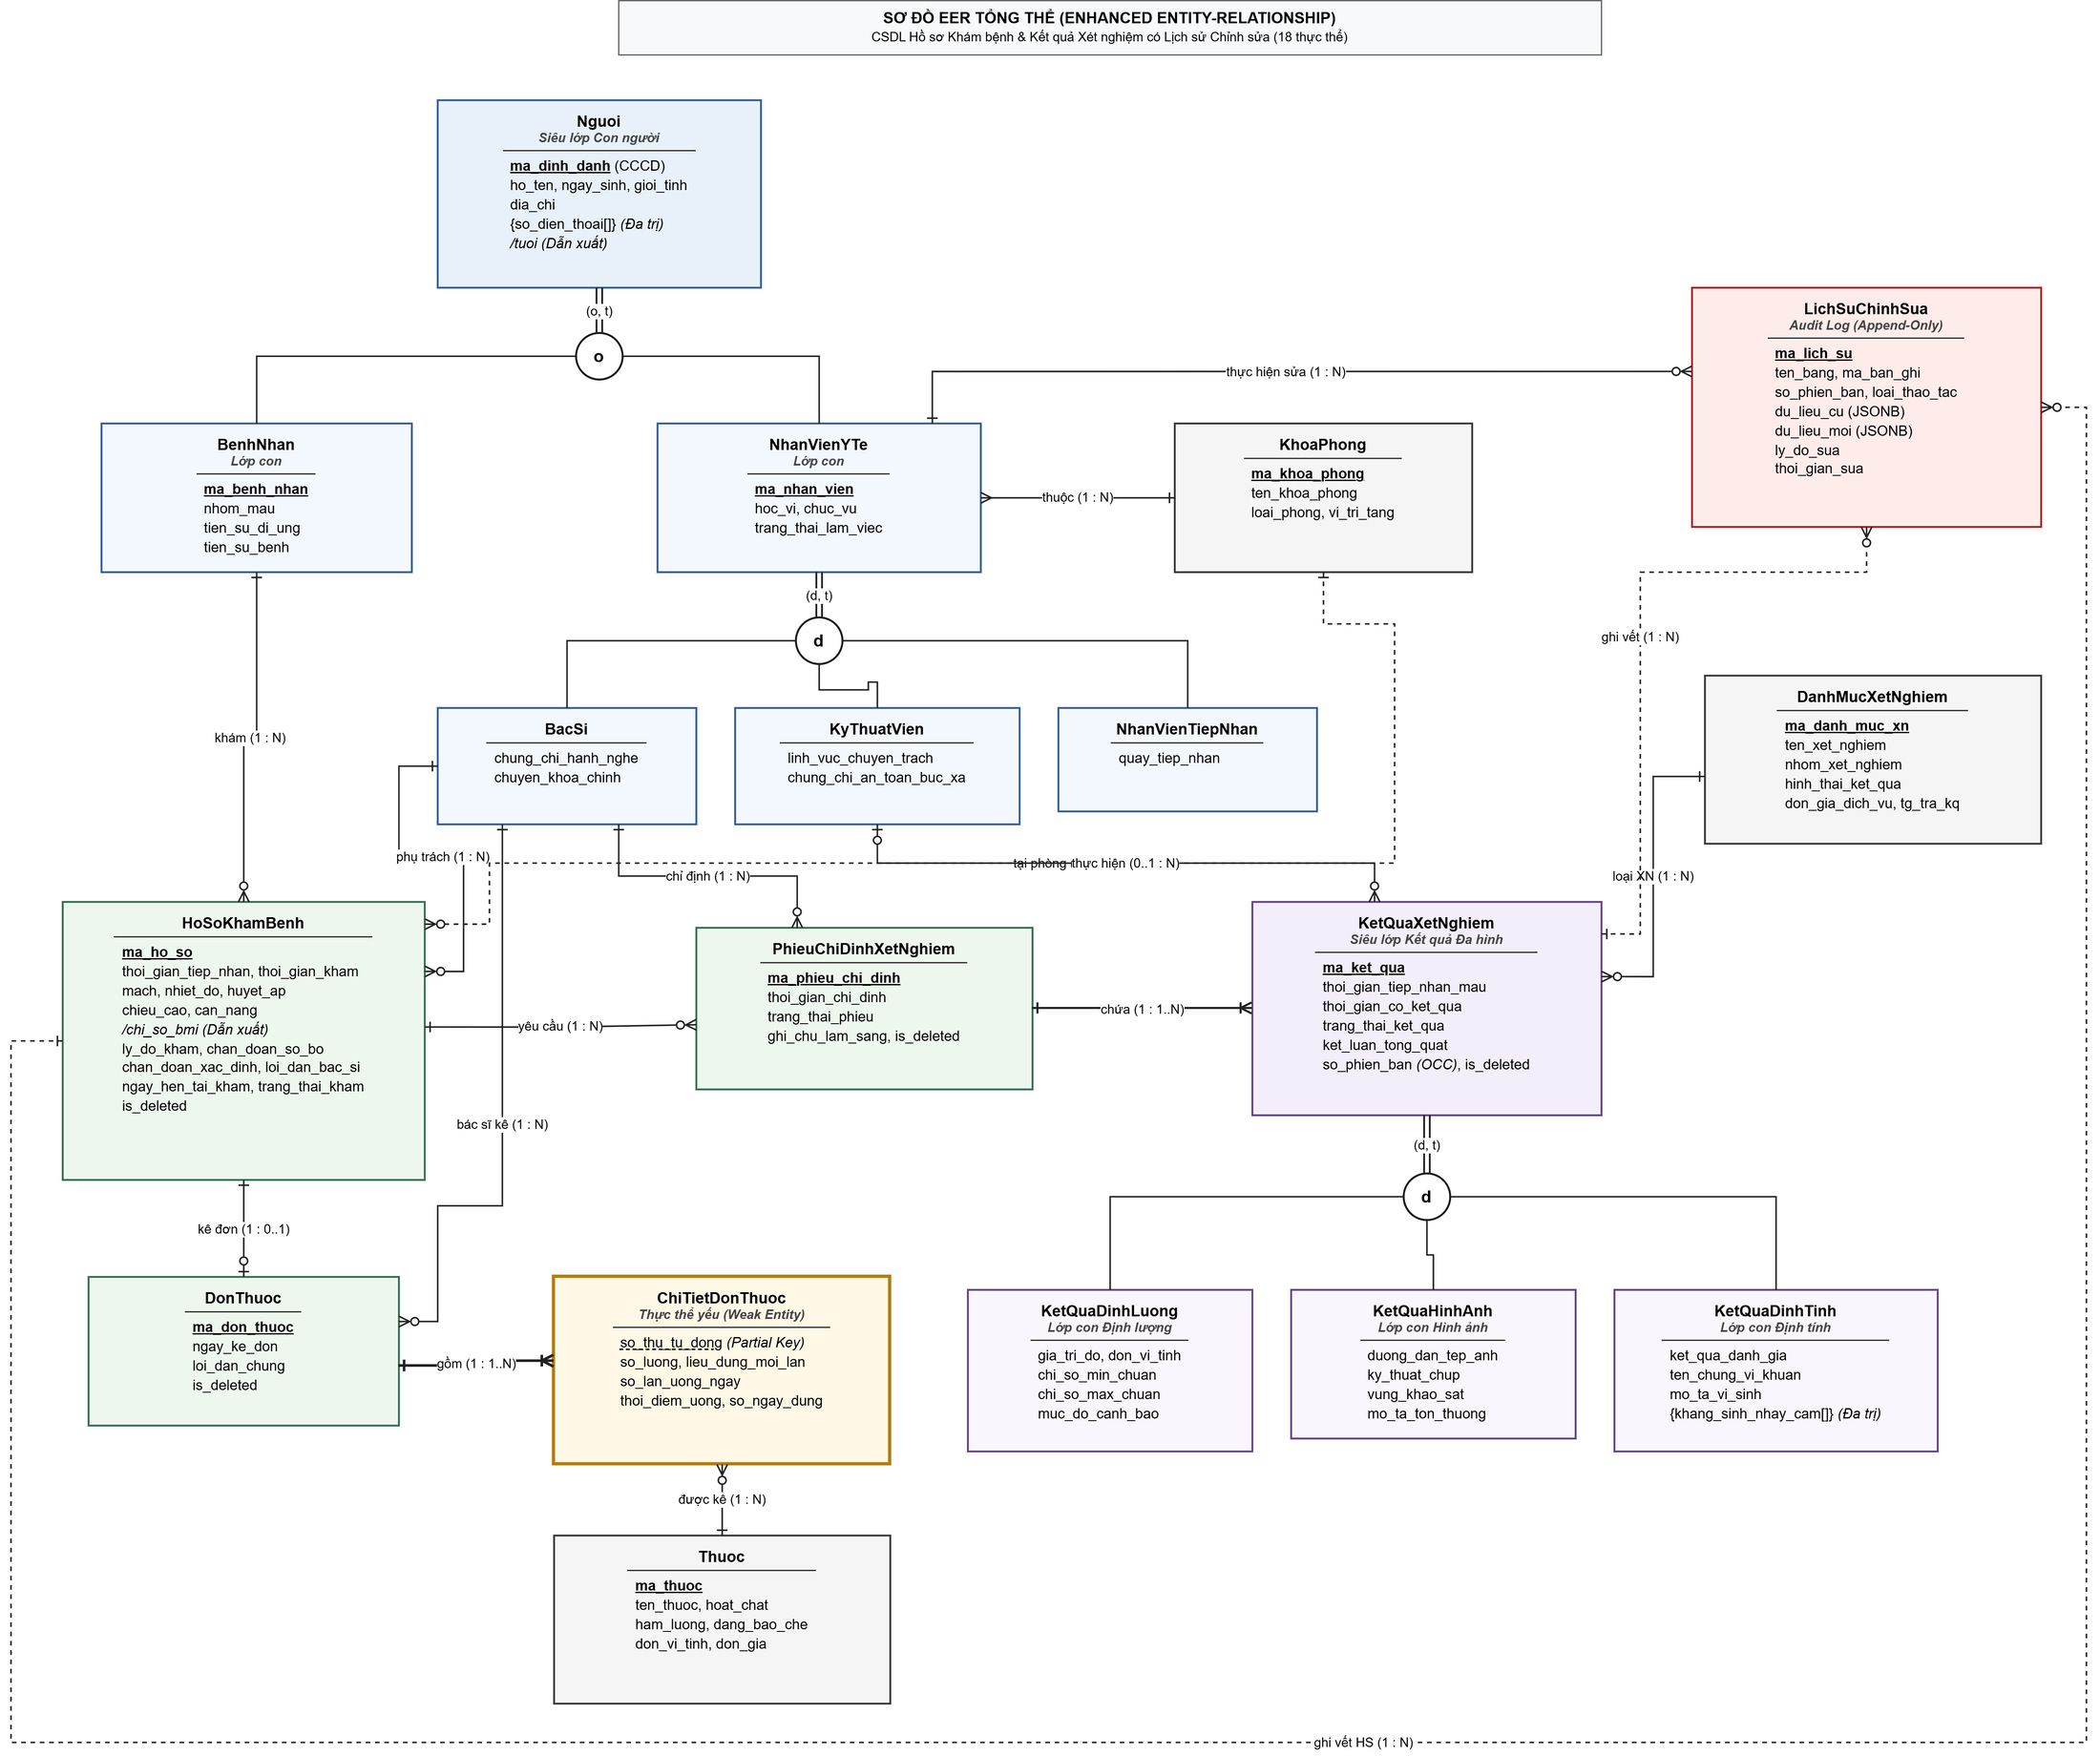 SƠ ĐỒ EER TỔNG THỂ (ENHANCED ENTITY-RELATIONSHIP)
CSDL Hồ sơ Khám bệnh & Kết quả Xét nghiệm có Lịch sử Chỉnh sửa (18 thực thể)
Nguoi
Siêu lớp Con người
ma_dinh_danh (CCCD)
ho_ten, ngay_sinh, gioi_tinh
dia_chi
{so_dien_thoai[]} (Đa trị)
/tuoi (Dẫn xuất)
(o, t)
o
LichSuChinhSua
Audit Log (Append-Only)
ma_lich_su
ten_bang, ma_ban_ghi
so_phien_ban, loai_thao_tac
du_lieu_cu (JSONB)
du_lieu_moi (JSONB)
ly_do_sua
thoi_gian_sua
thực hiện sửa (1 : N)
BenhNhan
Lớp con
ma_benh_nhan
nhom_mau
tien_su_di_ung
tien_su_benh
NhanVienYTe
Lớp con
ma_nhan_vien
hoc_vi, chuc_vu
trang_thai_lam_viec
thuộc (1 : N)
KhoaPhong
ma_khoa_phong
ten_khoa_phong
loai_phong, vi_tri_tang
(d, t)
d
ghi vết (1 : N)
khám (1 : N)
BacSi
chung_chi_hanh_nghe
chuyen_khoa_chinh
KyThuatVien
linh_vuc_chuyen_trach
chung_chi_an_toan_buc_xa
NhanVienTiepNhan
quay_tiep_nhan
DanhMucXetNghiem
ma_danh_muc_xn
ten_xet_nghiem
nhom_xet_nghiem
hinh_thai_ket_qua
don_gia_dich_vu, tg_tra_kq
phụ trách (1 : N)
chỉ định (1 : N)
tại phòng thực hiện (0..1 : N)
loại XN (1 : N)
HoSoKhamBenh
ma_ho_so
thoi_gian_tiep_nhan, thoi_gian_kham
mach, nhiet_do, huyet_ap
chieu_cao, can_nang
/chi_so_bmi (Dẫn xuất)
ly_do_kham, chan_doan_so_bo
chan_doan_xac_dinh, loi_dan_bac_si
ngay_hen_tai_kham, trang_thai_kham
is_deleted
yêu cầu (1 : N)
PhieuChiDinhXetNghiem
ma_phieu_chi_dinh
thoi_gian_chi_dinh
trang_thai_phieu
ghi_chu_lam_sang, is_deleted
chứa (1 : 1..N)
KetQuaXetNghiem
Siêu lớp Kết quả Đa hình
ma_ket_qua
thoi_gian_tiep_nhan_mau
thoi_gian_co_ket_qua
trang_thai_ket_qua
ket_luan_tong_quat
so_phien_ban (OCC), is_deleted
bác sĩ kê (1 : N)
(d, t)
d
kê đơn (1 : 0..1)
DonThuoc
ma_don_thuoc
ngay_ke_don
loi_dan_chung
is_deleted
gồm (1 : 1..N)
ChiTietDonThuoc
Thực thể yếu (Weak Entity)
so_thu_tu_dong (Partial Key)
so_luong, lieu_dung_moi_lan
so_lan_uong_ngay
thoi_diem_uong, so_ngay_dung
KetQuaDinhLuong
Lớp con Định lượng
gia_tri_do, don_vi_tinh
chi_so_min_chuan
chi_so_max_chuan
muc_do_canh_bao
KetQuaHinhAnh
Lớp con Hình ảnh
duong_dan_tep_anh
ky_thuat_chup
vung_khao_sat
mo_ta_ton_thuong
KetQuaDinhTinh
Lớp con Định tính
ket_qua_danh_gia
ten_chung_vi_khuan
mo_ta_vi_sinh
{khang_sinh_nhay_cam[]} (Đa trị)
được kê (1 : N)
Thuoc
ma_thuoc
ten_thuoc, hoat_chat
ham_luong, dang_bao_che
don_vi_tinh, don_gia
ghi vết HS (1 : N)